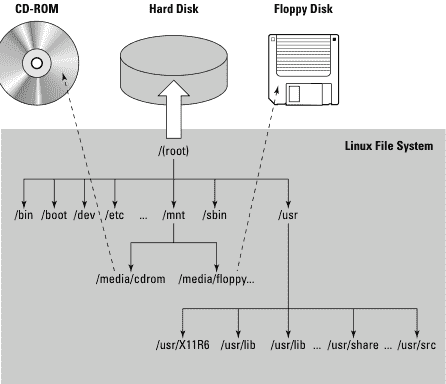 CD-ROM Hard Disk Floppy Disk
Linux File System
/(root)
/bin /boot /dev /etc ... /mnt /sbin /usr
/media/cdrom /media/floppy...
/usr/X11R6 /usr/lib /usr/lib ... /usr/share ... /usr/src